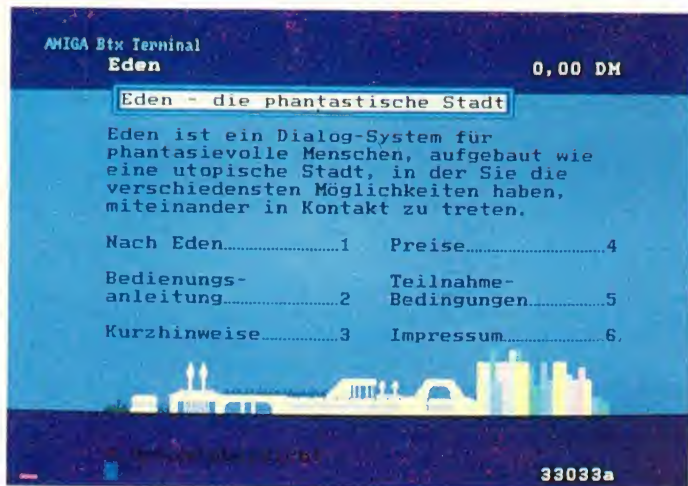 AMIGA Btx Terminal
Eden 0,00 DM
Eden - die phantastische Stadt
Eden ist ein Dialog-System für
phantasievolle Menschen, aufgebaut wie
eine utopische Stadt, in der Sie die
verschiedensten Möglichkeiten haben,
miteinander in Kontakt zu treten.
Nach Eden.....1 Preise.....4
Bedienungs- Teilnahme-
anleitung.....2 Bedingungen.....5
Kurzhinweise.....3 Impressum.....6
33033a